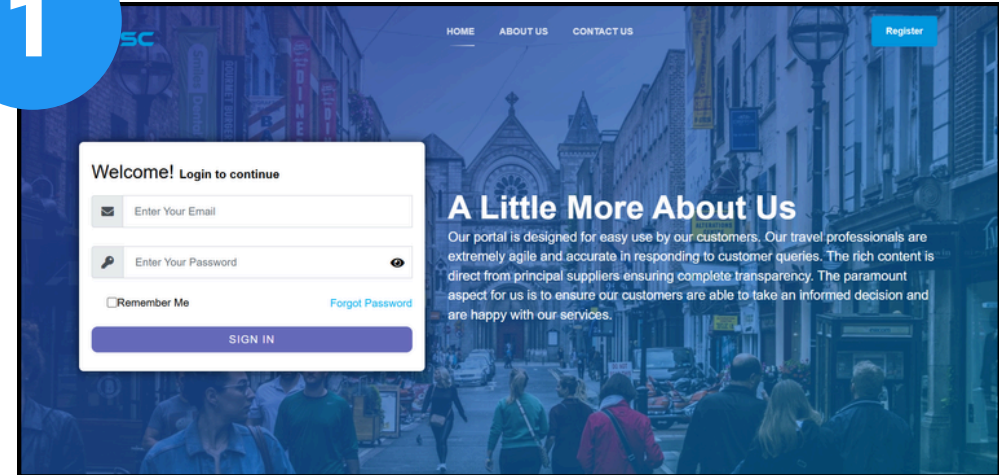 1
SC
HOME ABOUT US CONTACT US
Register
Welcome! Login to continue
Enter Your Email
Enter Your Password
Remember Me Forgot Password
SIGN IN
A Little More About Us
Our portal is designed for easy use by our customers. Our travel professionals are
extremely agile and accurate in responding to customer queries. The rich content is
direct from principal suppliers ensuring complete transparency. The paramount
aspect for us is to ensure our customers are able to take an informed decision and
are happy with our services.